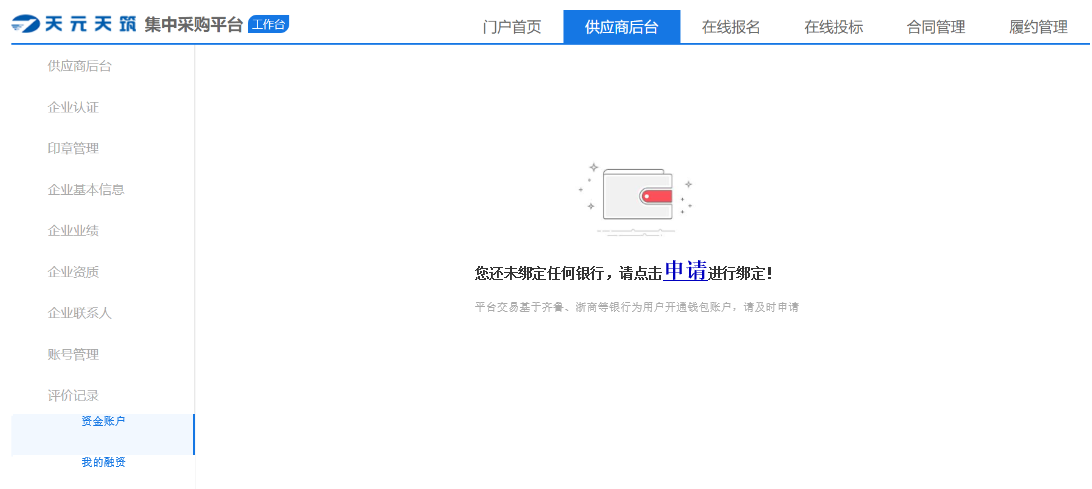 天元天筑 集中采购平台 工作台
门户首页 供应商后台 在线报名 在线投标 合同管理 履约管理
供应商后台
企业认证
印章管理
企业基本信息
企业业绩
企业资质
企业联系人
账号管理
评价记录
资金账户
我的融资
您还未绑定任何银行，请点击申请进行绑定！
平台交易基于齐鲁、浙商等银行为用户开通钱包账户，请及时申请